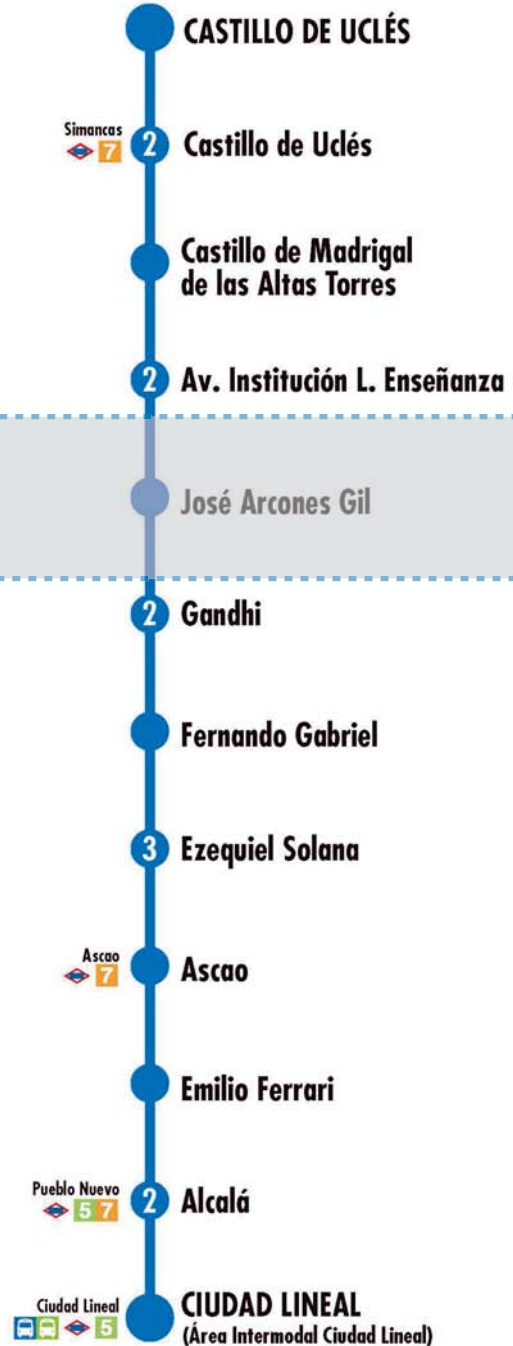 CASTILLO DE UCLÉS
Simancas
7
2
Castillo de Uclés
Castillo de Madrigal
de las Altas Torres
2
Av. Institución L. Enseñanza
José Arcones Gil
2
Gandhi
Fernando Gabriel
3
Ezequiel Solana
Ascao
7
Ascao
Emilio Ferrari
Pueblo Nuevo
5 7
2
Alcalá
Ciudad Lineal
5
CIUDAD LINEAL
(Área Intermodal Ciudad Lineal)